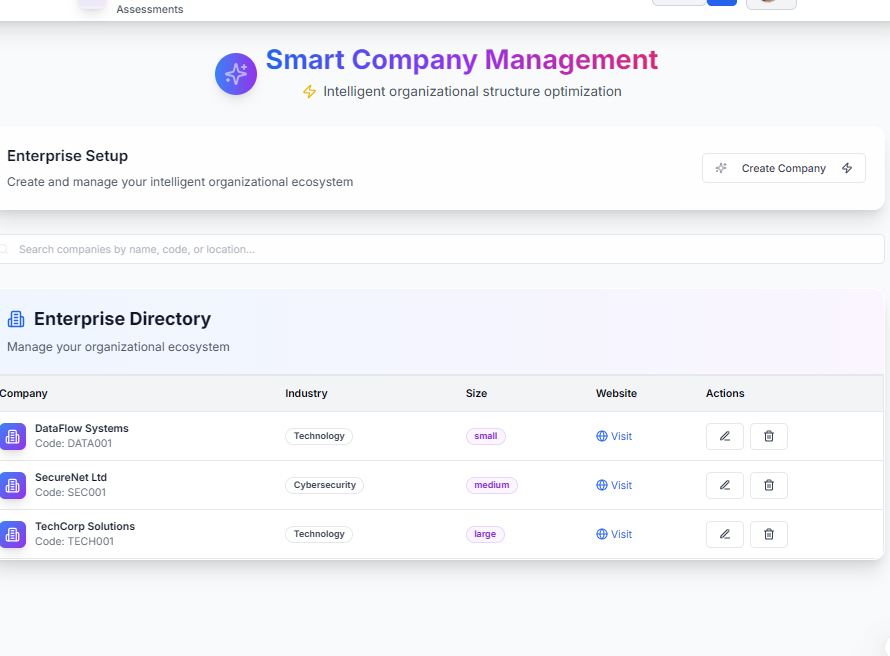 Assessments
Smart Company Management
Intelligent organizational structure optimization
Enterprise Setup
Create and manage your intelligent organizational ecosystem
Create Company
Search companies by name, code, or location...
Enterprise Directory
Manage your organizational ecosystem
Company Industry Size Website Actions
DataFlow Systems
Code: DATA001
Technology small Visit
SecureNet Ltd
Code: SEC001
Cybersecurity medium Visit
TechCorp Solutions
Code: TECH001
Technology large Visit